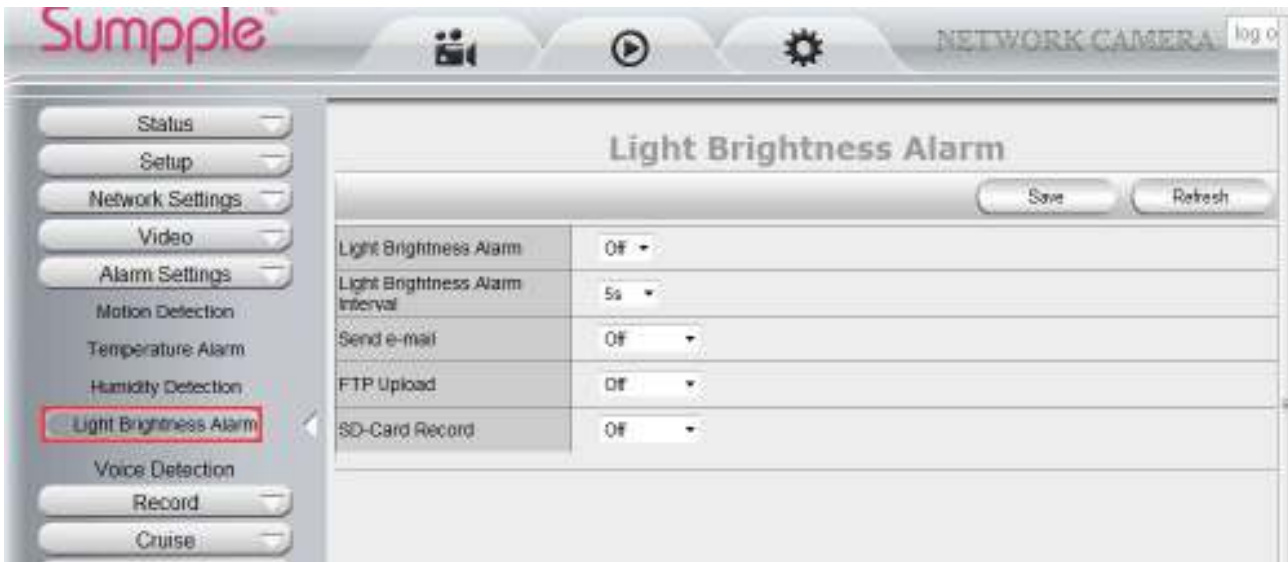 Sumpple
NETWORK CAMERA
log o
Status
Setup
Network Settings
Video
Alarm Settings
Motion Detection
Temperature Alarm
Humidity Detection
Light Brightness Alarm
Voice Detection
Record
Cruise
Light Brightness Alarm
Save
Refresh
Light Brightness Alarm
Off
Light Brightness Alarm
Interval
5s
Send e-mail
Off
FTP Upload
Off
SD-Card Record
Off